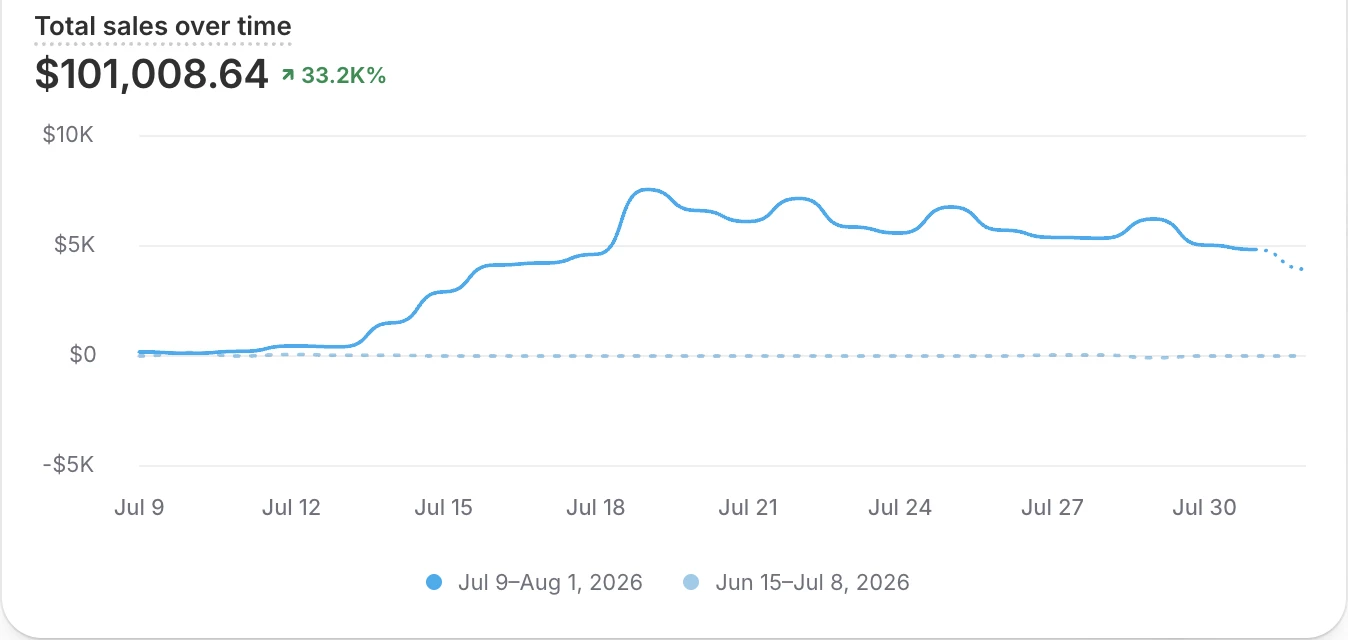 Total sales over time
$101,008.64 ↗ 33.2K%
$10K
$5K
$0
-$5K
Jul 9 Jul 12 Jul 15 Jul 18 Jul 21 Jul 24 Jul 27 Jul 30
Jul 9–Aug 1, 2026 Jun 15–Jul 8, 2026